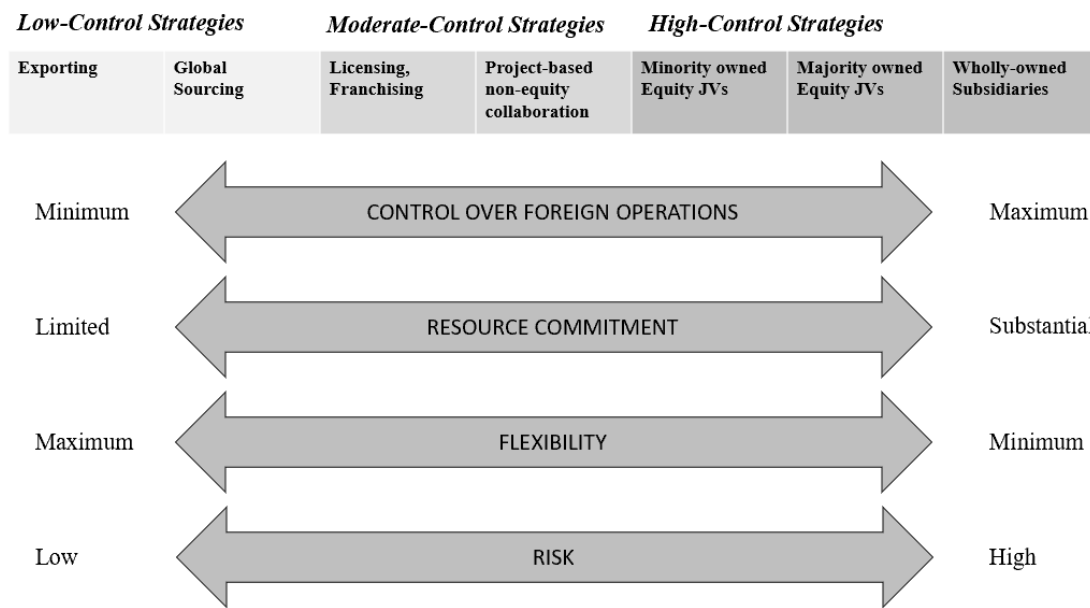 Low-Control Strategies Moderate-Control Strategies High-Control Strategies
Exporting
Global
Sourcing
Licensing,
Franchising
Project-based
non-equity
collaboration
Minority owned
Equity JVs
Majority owned
Equity JVs
Wholly-owned
Subsidiaries
Minimum CONTROL OVER FOREIGN OPERATIONS Maximum
Limited RESOURCE COMMITMENT Substantial
Maximum FLEXIBILITY Minimum
Low RISK High